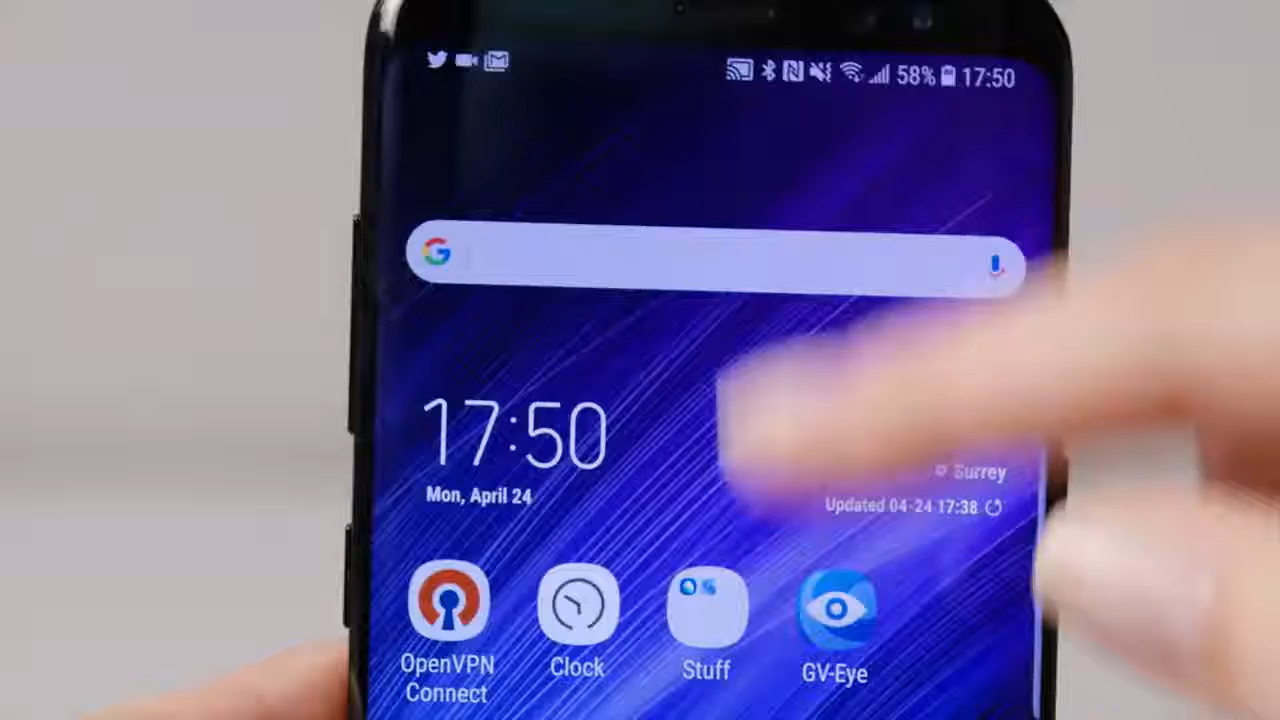 58% 17:50
17:50
Mon, April 24
Surrey
Updated 04-24 17:38
OpenVPN
Connect
Clock
Stuff
GV-Eye